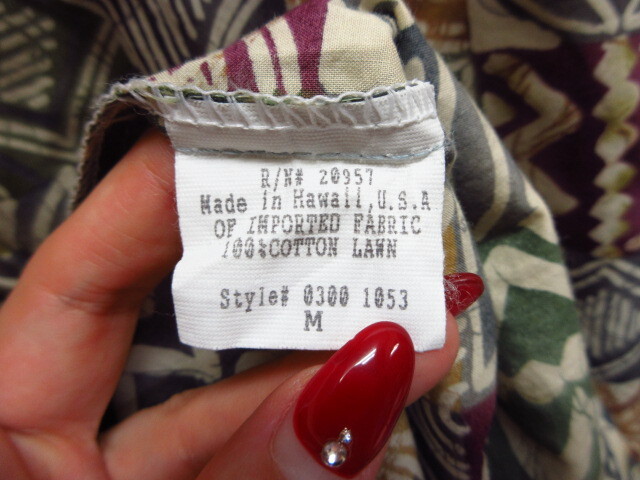 R/N# 20957
Made in Hawaii,U.S.A
OF IMPORTED FABRIC
100%COTTON LAWN
Style# 0300 1053
M